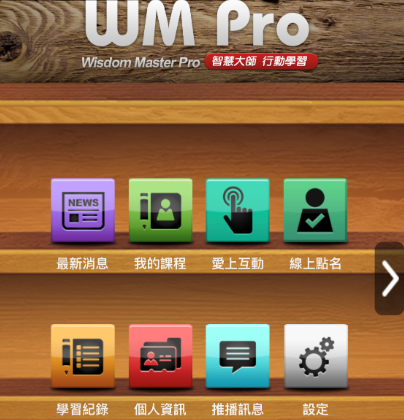 WM Pro
Wisdom Master Pro 智慧大師 行動學習
NEWS
最新消息 我的課程 愛上互動 線上點名
學習紀錄 個人資訊 推播訊息 設定